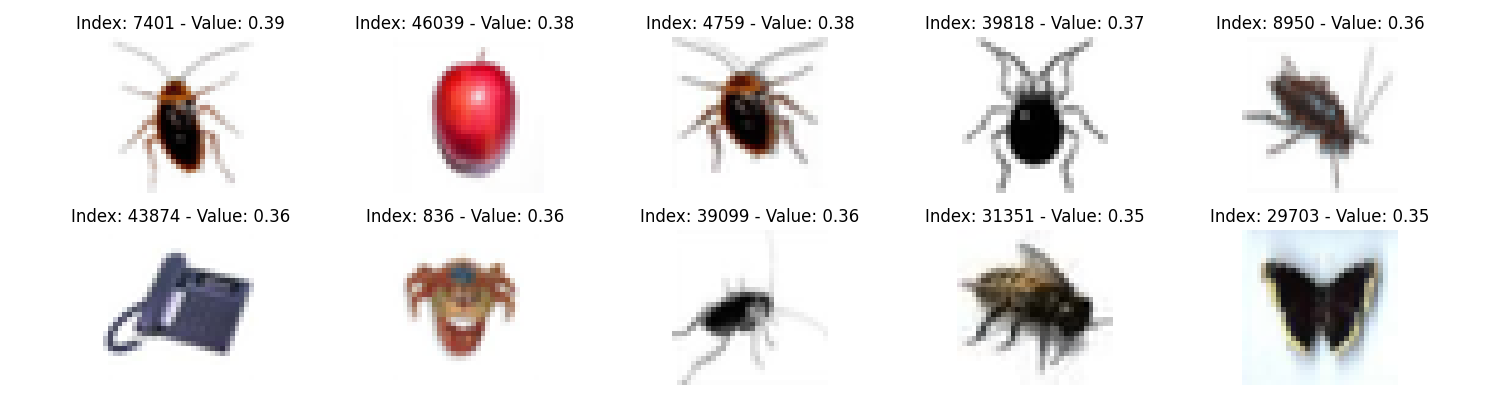 Index: 7401 - Value: 0.39
Index: 46039 - Value: 0.38
Index: 4759 - Value: 0.38
Index: 39818 - Value: 0.37
Index: 8950 - Value: 0.36
Index: 43874 - Value: 0.36
Index: 836 - Value: 0.36
Index: 39099 - Value: 0.36
Index: 31351 - Value: 0.35
Index: 29703 - Value: 0.35